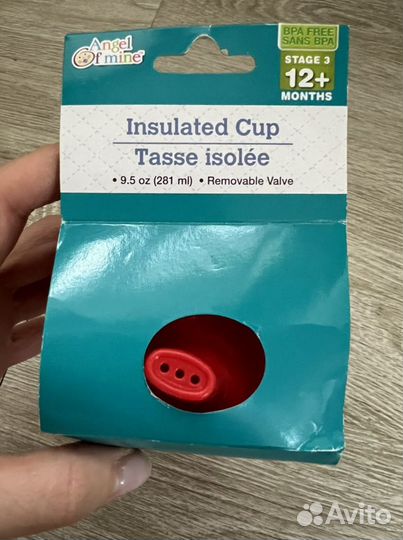 Angel
Of mine™
BPA FREE
SANS BPA
STAGE 3
12+
MONTHS
Insulated Cup
Tasse isolée
• 9.5 oz (281 ml) • Removable Valve
Avito